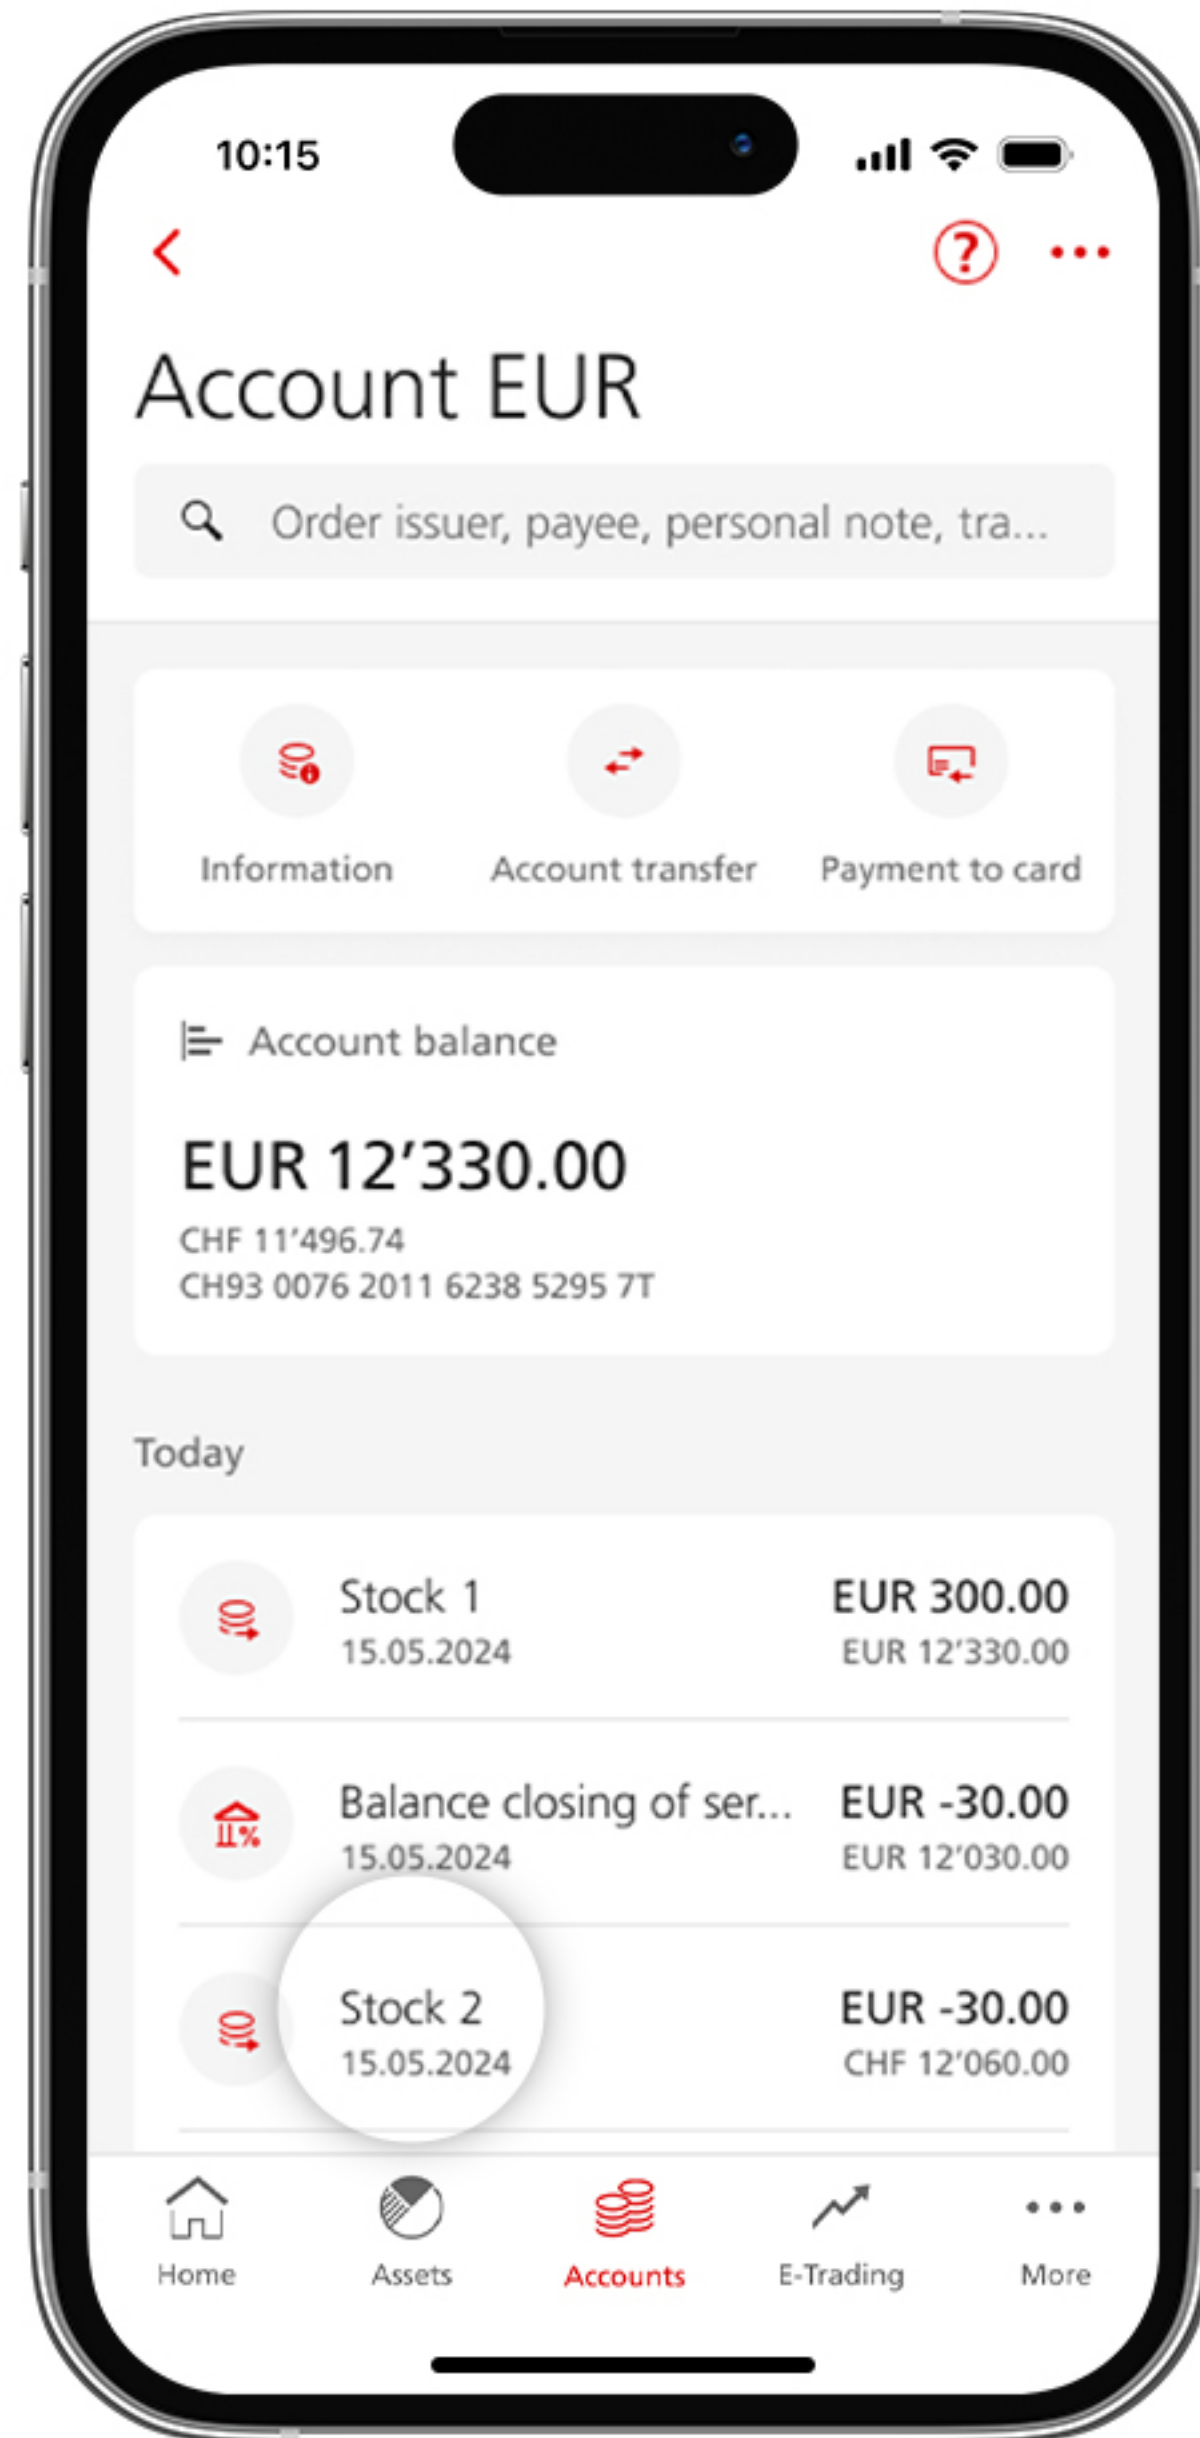 10:15
?
Account EUR
Order issuer, payee, personal note, tra...
Information Account transfer Payment to card
Account balance
EUR 12’330.00
CHF 11’496.74
CH93 0076 2011 6238 5295 7T
Today
Stock 1 EUR 300.00
15.05.2024 EUR 12’330.00
Balance closing of ser... EUR -30.00
15.05.2024 EUR 12’030.00
Stock 2 EUR -30.00
15.05.2024 CHF 12’060.00
Home Assets Accounts E-Trading More